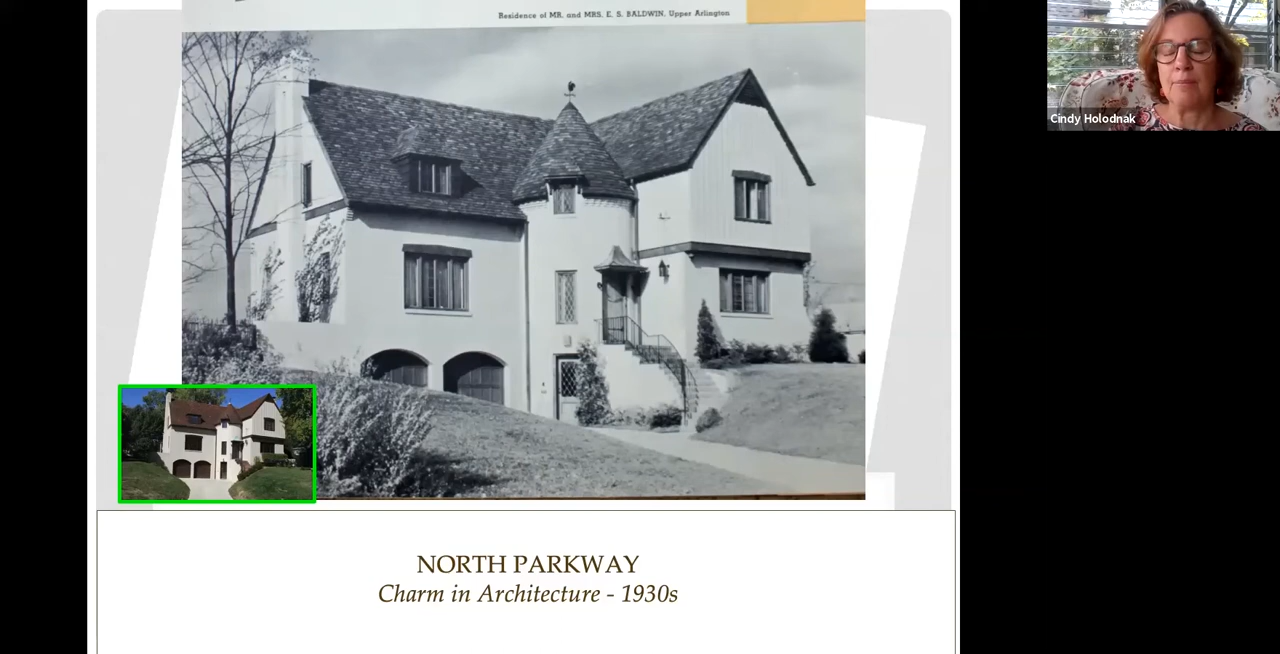 Residence of MR. and MRS. E. S. BALDWIN, Upper Arlington
Cindy Holodnak
NORTH PARKWAY
Charm in Architecture - 1930s